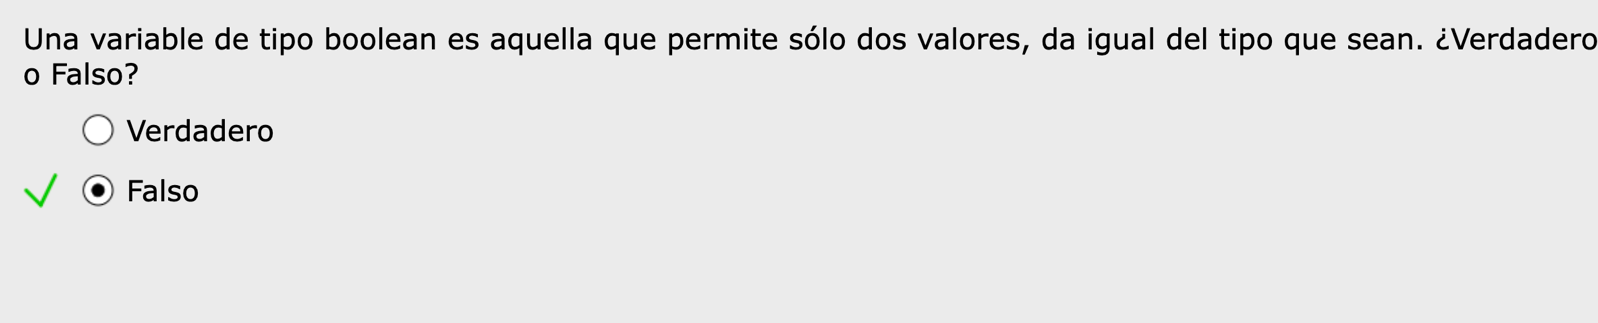 Una variable de tipo boolean es aquella que permite sólo dos valores, da igual del tipo que sean. ¿Verdadero
o Falso?
Verdadero
Falso